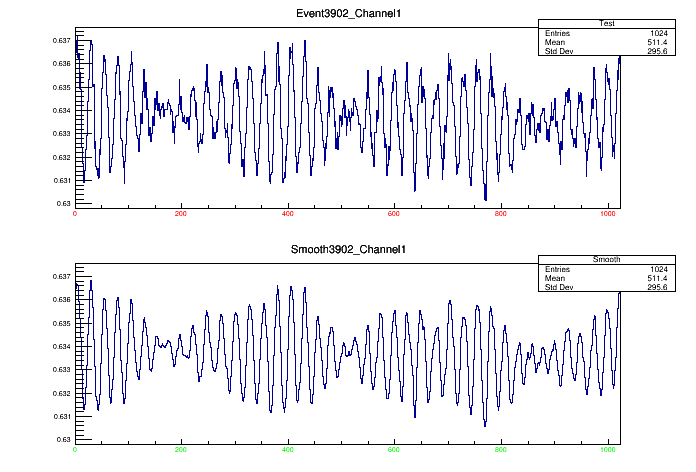 Event3902_Channel1
Test
Entries 1024
Mean 511.4
Std Dev 295.6
0.637
0.636
0.635
0.634
0.633
0.632
0.631
0.63
0 200 400 600 800 1000
Smooth3902_Channel1
Smooth
Entries 1024
Mean 511.4
Std Dev 295.6
0.637
0.636
0.635
0.634
0.633
0.632
0.631
0.63
0 200 400 600 800 1000